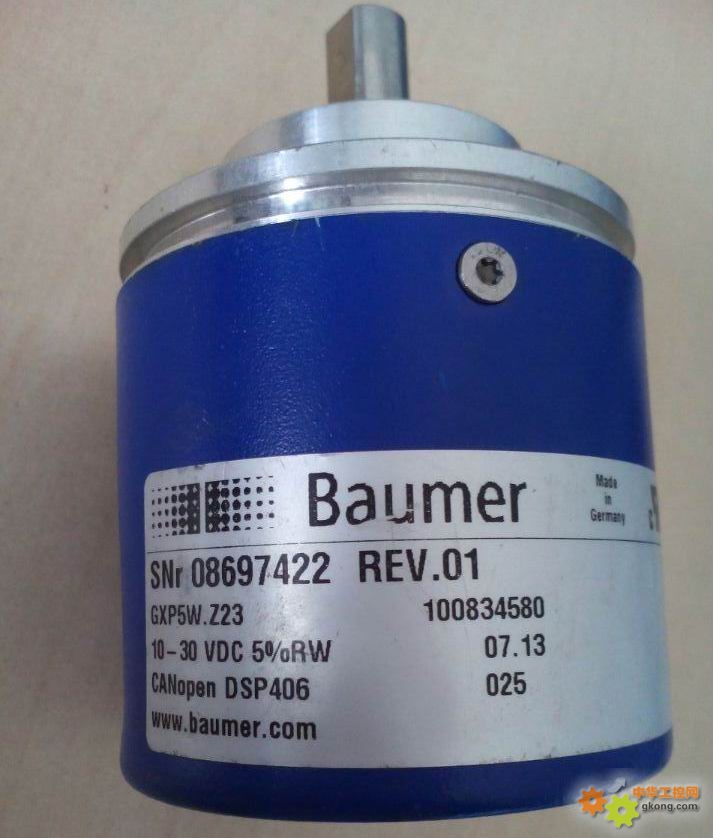 Baumer
Made
in
Germany
SNr 08697422 REV.01
GXP5W.Z23 100834580
10-30 VDC 5%RW 07.13
CANopen DSP406 025
www.baumer.com
中华工控网
gkong.com